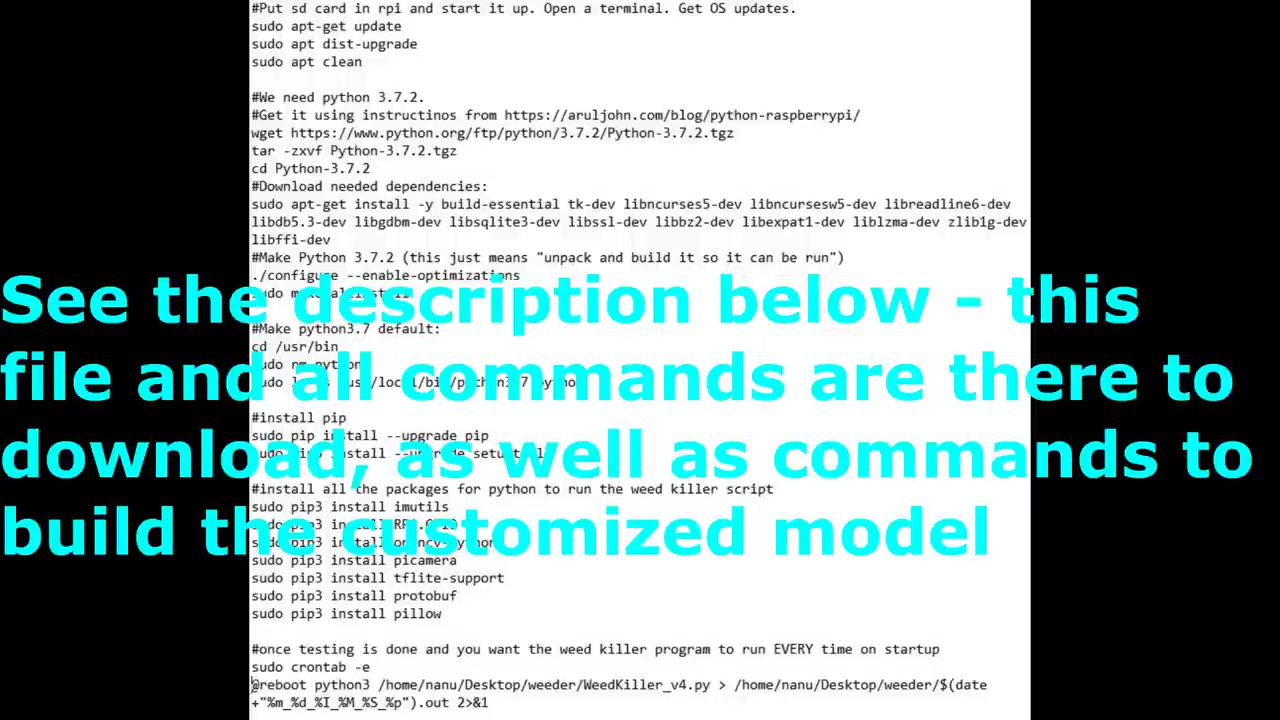 #Put sd card in rpi and start it up. Open a terminal. Get OS updates.
sudo apt-get update
sudo apt dist-upgrade
sudo apt clean
#We need python 3.7.2.
#Get it using instructinos from https://aruljohn.com/blog/python-raspberrypi/
wget https://www.python.org/ftp/python/3.7.2/Python-3.7.2.tgz
tar -zxvf Python-3.7.2.tgz
cd Python-3.7.2
#Download needed dependencies:
sudo apt-get install -y build-essential tk-dev libncurses5-dev libncursesw5-dev libreadline6-dev
libdb5.3-dev libgdbm-dev libsqlite3-dev libssl-dev libbz2-dev libexpat1-dev liblzma-dev zlib1g-dev
libffi-dev
#Make Python 3.7.2 (this just means "unpack and build it so it can be run")
./configure --enable-optimizations
See the description below - this
#Make python3.7 default:
cd /usr/bin
file and all commands are there to
#install pip
sudo pip install --upgrade pip
download, as well as commands to
#install all the packages for python to run the weed killer script
sudo pip3 install imutils
build the customized model
sudo pip3 install picamera
sudo pip3 install tflite-support
sudo pip3 install protobuf
sudo pip3 install pillow
#once testing is done and you want the weed killer program to run EVERY time on startup
sudo crontab -e
@reboot python3 /home/nanu/Desktop/weeder/WeedKiller_v4.py > /home/nanu/Desktop/weeder/$(date
+"%m_%d_%I_%M_%S_%p").out 2>&1